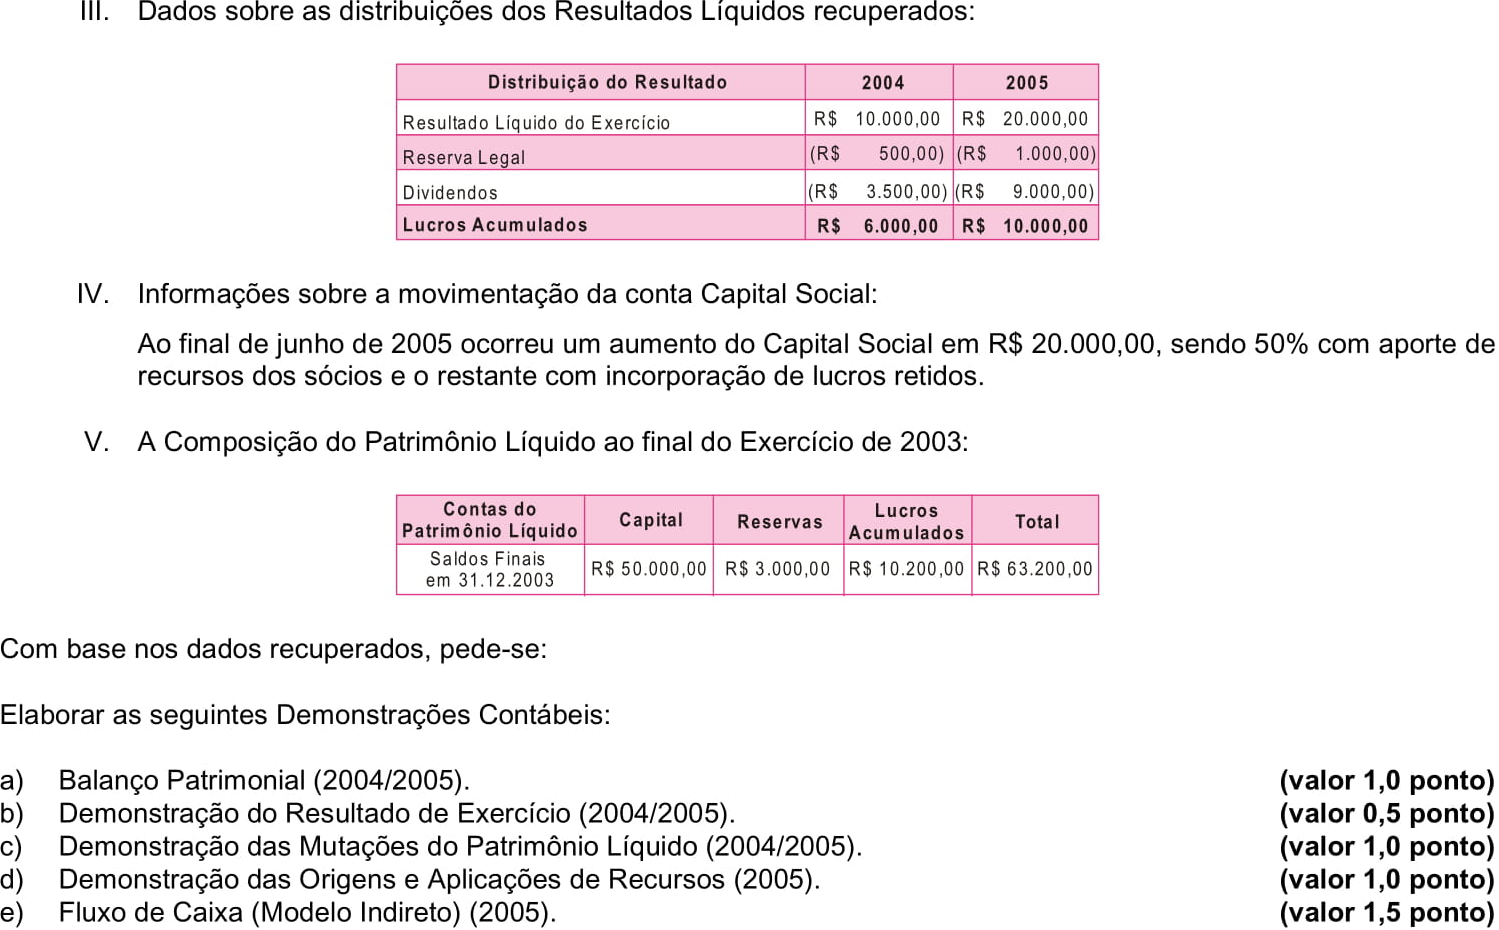 III. Dados sobre as distribuições dos Resultados Líquidos recuperados:
Distribuição do Resultado 2004 2005
Resultado Líquido do Exercício R$ 10.000,00 R$ 20.000,00
Reserva Legal (R$ 500,00) (R$ 1.000,00)
Dividendos (R$ 3.500,00) (R$ 9.000,00)
Lucros Acumulados R$ 6.000,00 R$ 10.000,00
IV. Informações sobre a movimentação da conta Capital Social:
Ao final de junho de 2005 ocorreu um aumento do Capital Social em R$ 20.000,00, sendo 50% com aporte de
recursos dos sócios e o restante com incorporação de lucros retidos.
V. A Composição do Patrimônio Líquido ao final do Exercício de 2003:
Contas do
Patrimônio Líquido Capital Reservas Lucros
Acumulados Total
Saldos Finais
em 31.12.2003 R$ 50.000,00 R$ 3.000,00 R$ 10.200,00 R$ 63.200,00
Com base nos dados recuperados, pede-se:
Elaborar as seguintes Demonstrações Contábeis:
a) Balanço Patrimonial (2004/2005). (valor 1,0 ponto)
b) Demonstração do Resultado de Exercício (2004/2005). (valor 0,5 ponto)
c) Demonstração das Mutações do Patrimônio Líquido (2004/2005). (valor 1,0 ponto)
d) Demonstração das Origens e Aplicações de Recursos (2005). (valor 1,0 ponto)
e) Fluxo de Caixa (Modelo Indireto) (2005). (valor 1,5 ponto)